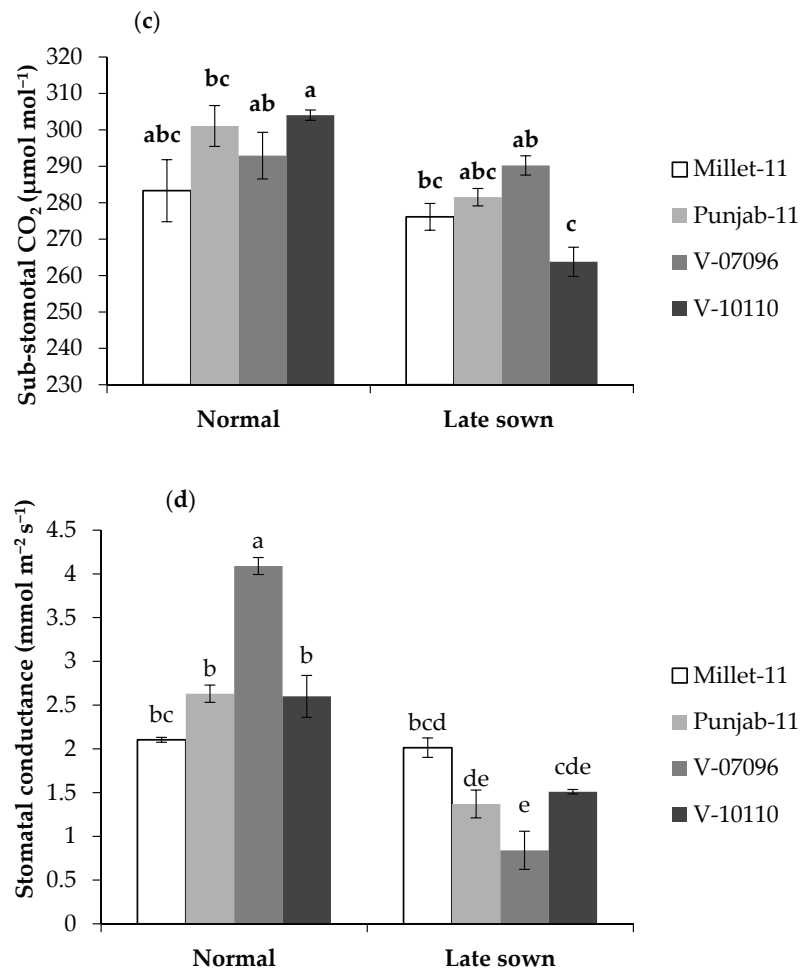 (c)
Sub-stomotal CO₂ (µmol mol⁻¹)
320
310
300
290
280
270
260
250
240
230
abc
bc
ab
a
bc
abc
ab
c
Normal
Late sown
Millet-11
Punjab-11
V-07096
V-10110
(d)
Stomatal conductance (mmol m⁻² s⁻¹)
4.5
4
3.5
3
2.5
2
1.5
1
0.5
0
bc
b
a
b
bcd
de
e
cde
Normal
Late sown
Millet-11
Punjab-11
V-07096
V-10110